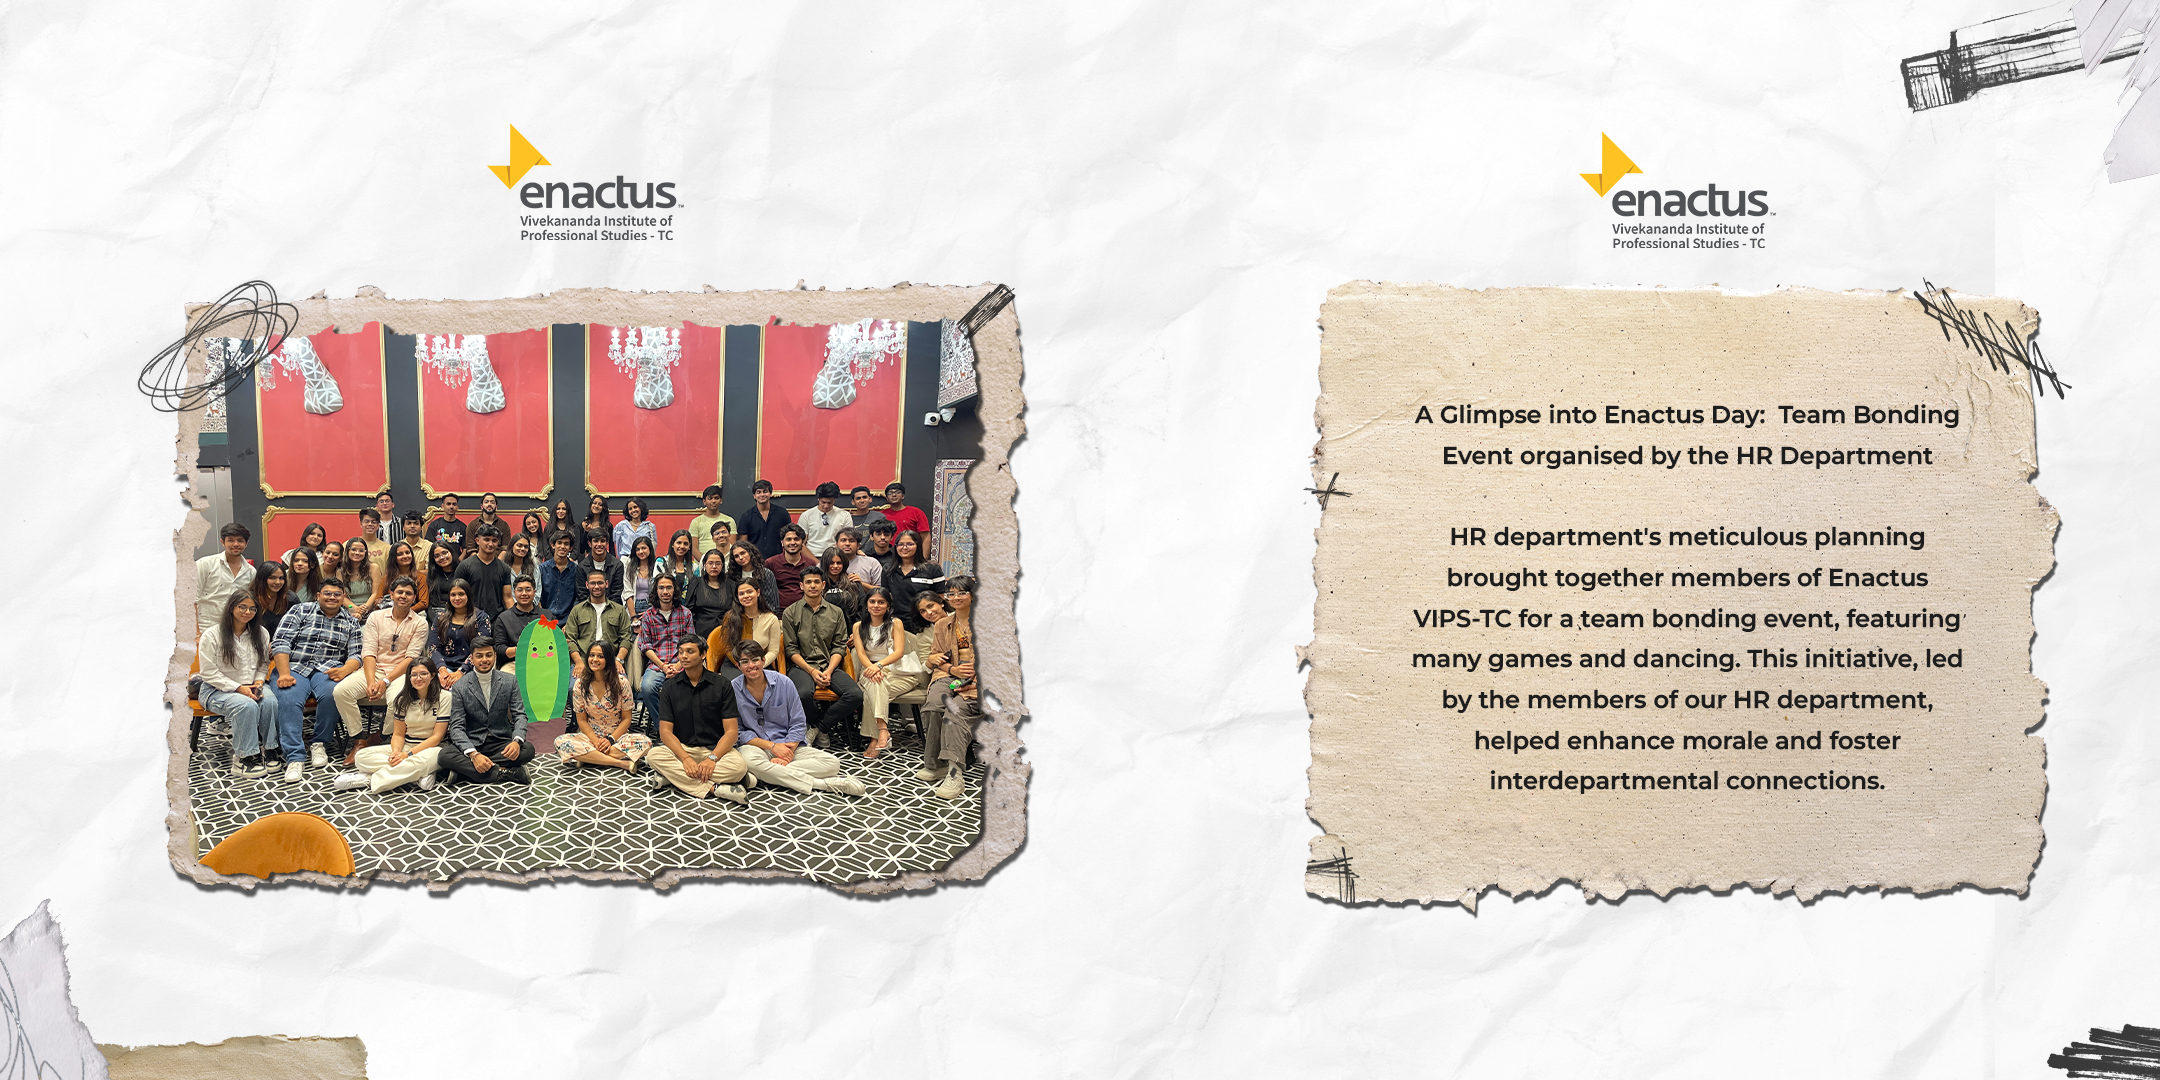 enactus™
Vivekananda Institute of
Professional Studies - TC
enactus™
Vivekananda Institute of
Professional Studies - TC
A Glimpse into Enactus Day:  Team Bonding
Event organised by the HR Department
HR department's meticulous planning
brought together members of Enactus
VIPS-TC for a team bonding event, featuring
many games and dancing. This initiative, led
by the members of our HR department,
helped enhance morale and foster
interdepartmental connections.